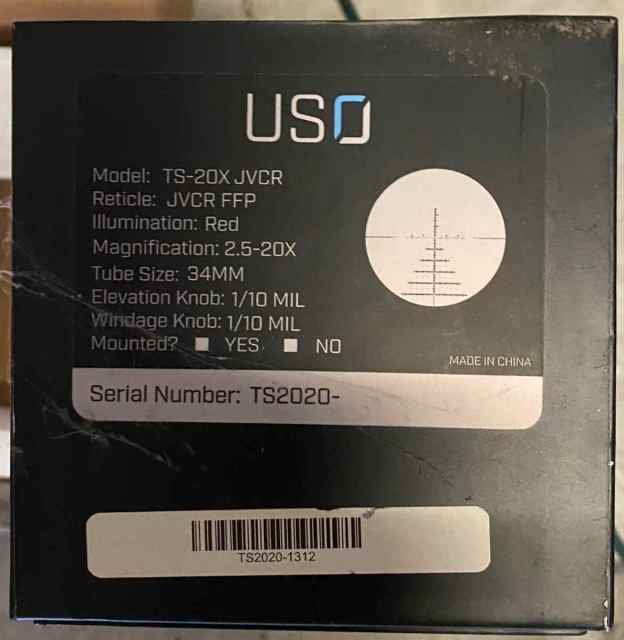 USO
Model: TS-20X JVCR
Reticle: JVCR FFP
Illumination: Red
Magnification: 2.5-20X
Tube Size: 34MM
Elevation Knob: 1/10 MIL
Windage Knob: 1/10 MIL
Mounted? YES NO
MADE IN CHINA
Serial Number: TS2020-
TS2020-1312